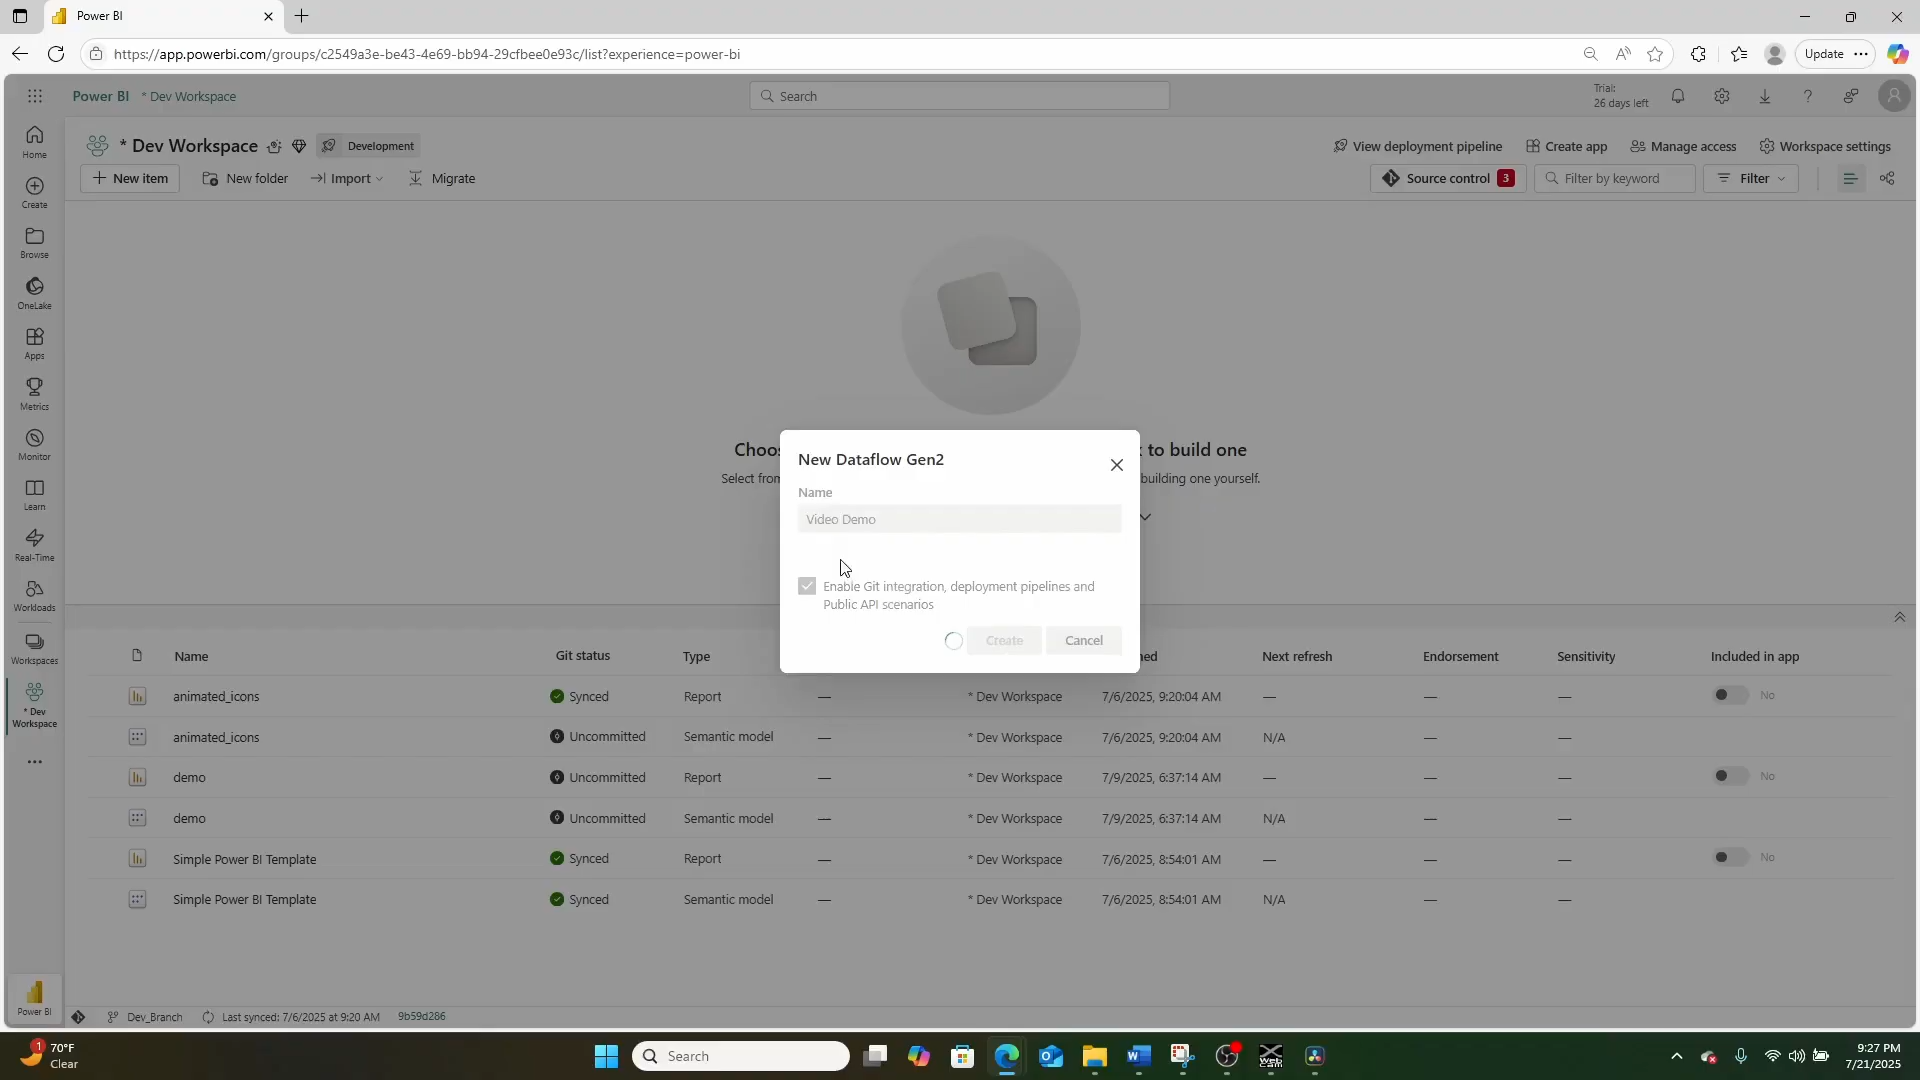 Power BI
https://app.powerbi.com/groups/c2549a3e-be43-4e69-bb94-29cfbee0e93c/list?experience=power-bi
Update
Power BI * Dev Workspace
Search
Trial:
26 days left
* Dev Workspace Development
View deployment pipeline Create app Manage access Workspace settings
New item New folder Import Migrate
Source control 3 Filter by keyword Filter
Home
Create
Browse
OneLake
Apps
Metrics
Monitor
Learn
Real-Time
Workloads
Workspaces
* Dev
Workspace
Power BI
to build one
Select
building one yourself.
New Dataflow Gen2
Name
Video Demo
Enable Git integration, deployment pipelines and
Public API scenarios
Create Cancel
Name Git status Type Next refresh Endorsement Sensitivity Included in app
animated_icons Synced Report — * Dev Workspace 7/6/2025, 9:20:04 AM — — — No
animated_icons Uncommitted Semantic model — * Dev Workspace 7/6/2025, 9:20:04 AM N/A — —
demo Uncommitted Report — * Dev Workspace 7/9/2025, 6:37:14 AM — — — No
demo Uncommitted Semantic model — * Dev Workspace 7/9/2025, 6:37:14 AM N/A — —
Simple Power BI Template Synced Report — * Dev Workspace 7/6/2025, 8:54:01 AM — — — No
Simple Power BI Template Synced Semantic model — * Dev Workspace 7/6/2025, 8:54:01 AM N/A — —
Dev_Branch Last synced: 7/6/2025 at 9:20 AM 9b59d286
1
70°F
Clear
Search
9:27 PM
7/21/2025